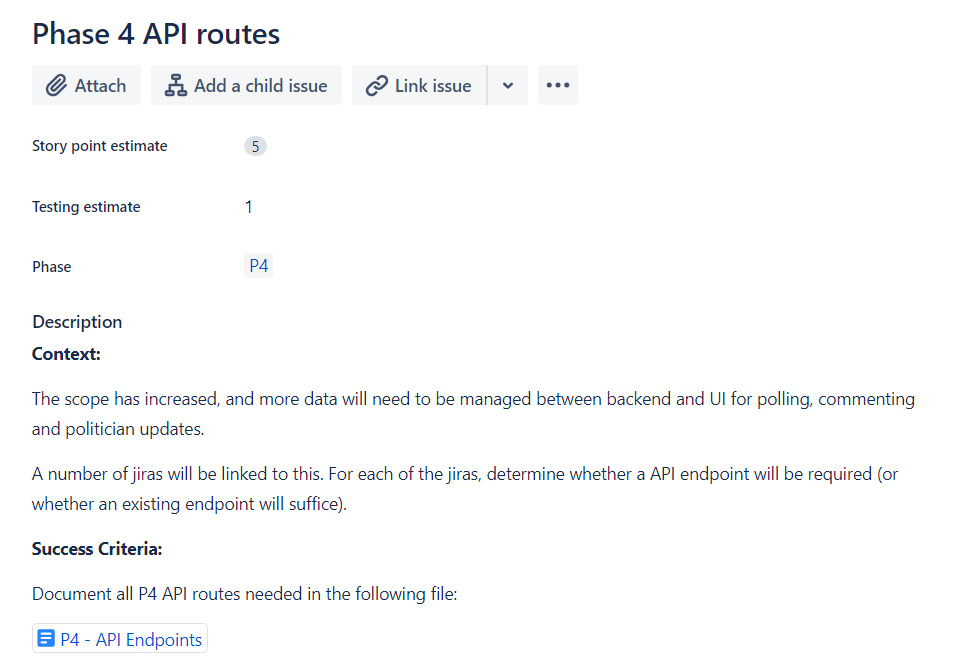 Phase 4 API routes
Attach Add a child issue Link issue
Story point estimate 5
Testing estimate 1
Phase P4
Description
Context:
The scope has increased, and more data will need to be managed between backend and UI for polling, commenting
and politician updates.
A number of jiras will be linked to this. For each of the jiras, determine whether a API endpoint will be required (or
whether an existing endpoint will suffice).
Success Criteria:
Document all P4 API routes needed in the following file:
P4 - API Endpoints